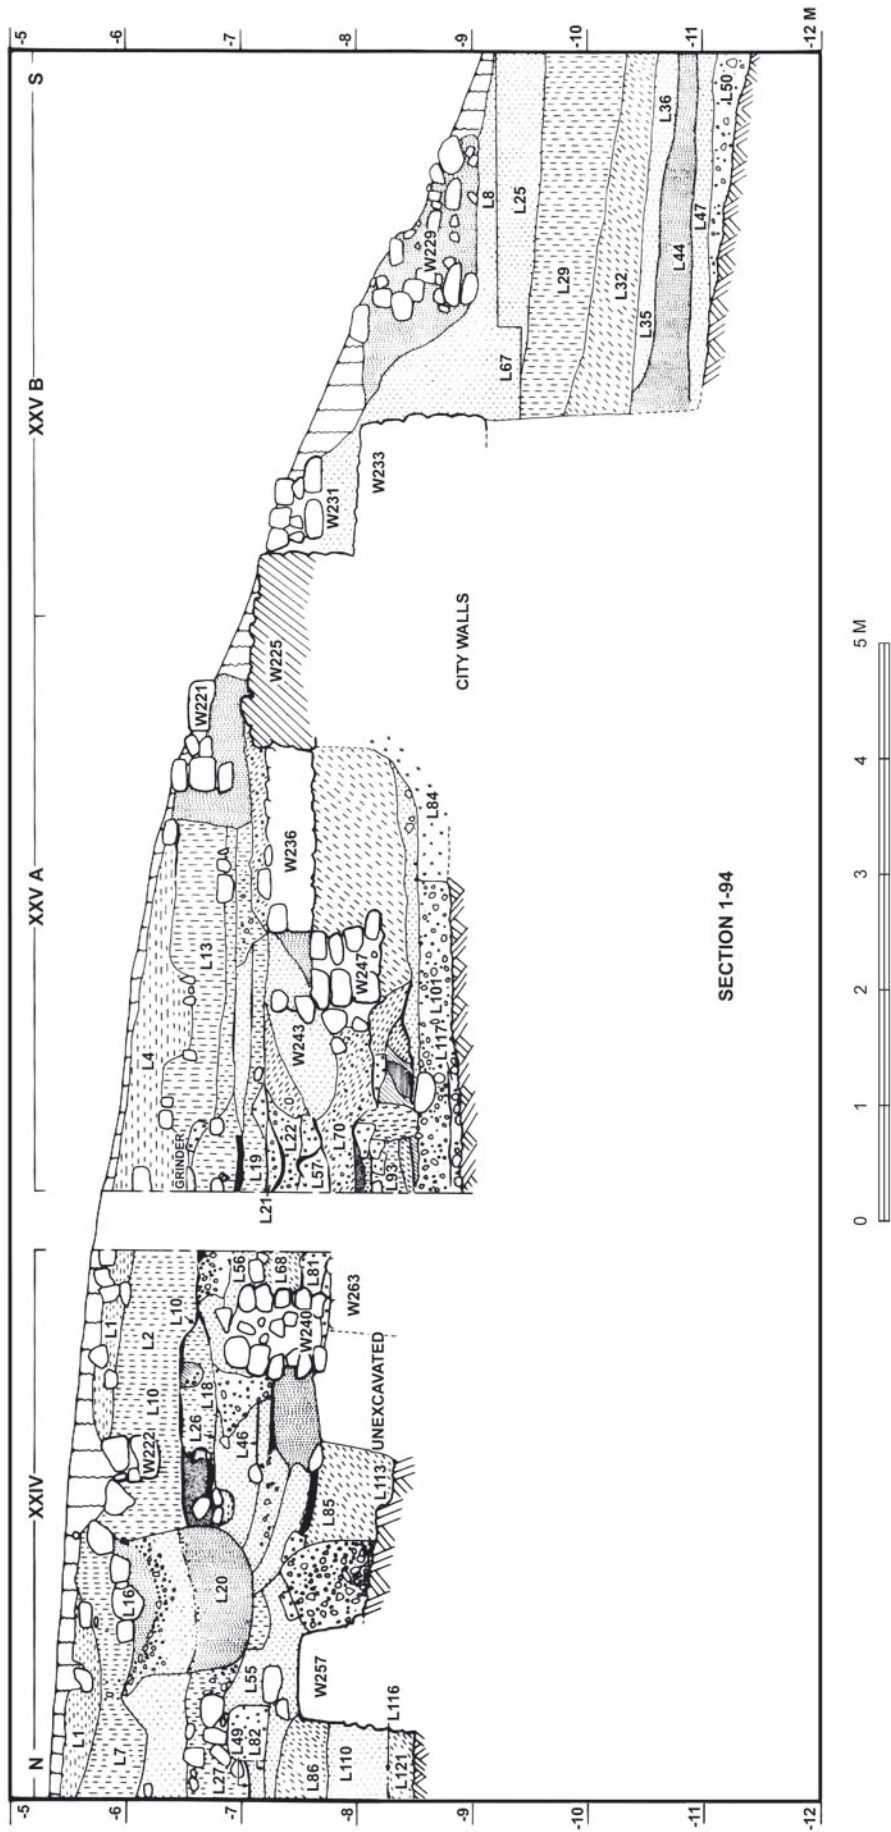 N
XXIV
XXV A
XXV B
S
-5
-6
-7
-8
-9
-10
-11
-12 M
-5
-6
-7
-8
-9
-10
-11
-12
L1
L7
L16
L20
L27
L49
L82
L55
L86
L110
L116
L121
W257
W222
L1
L2
L10
L10
L26
L18
L46
L85
L113
UNEXCAVATED
L56
L68
L81
W240
W263
L4
L13
GRINDER
L19
L21
L22
L57
L70
L93
W243
W247
W236
L117
L101
L84
W221
W225
W231
W233
CITY WALLS
W229
L8
L67
L25
L29
L32
L35
L36
L44
L47
L50
SECTION 1-94
0 1 2 3 4 5 M